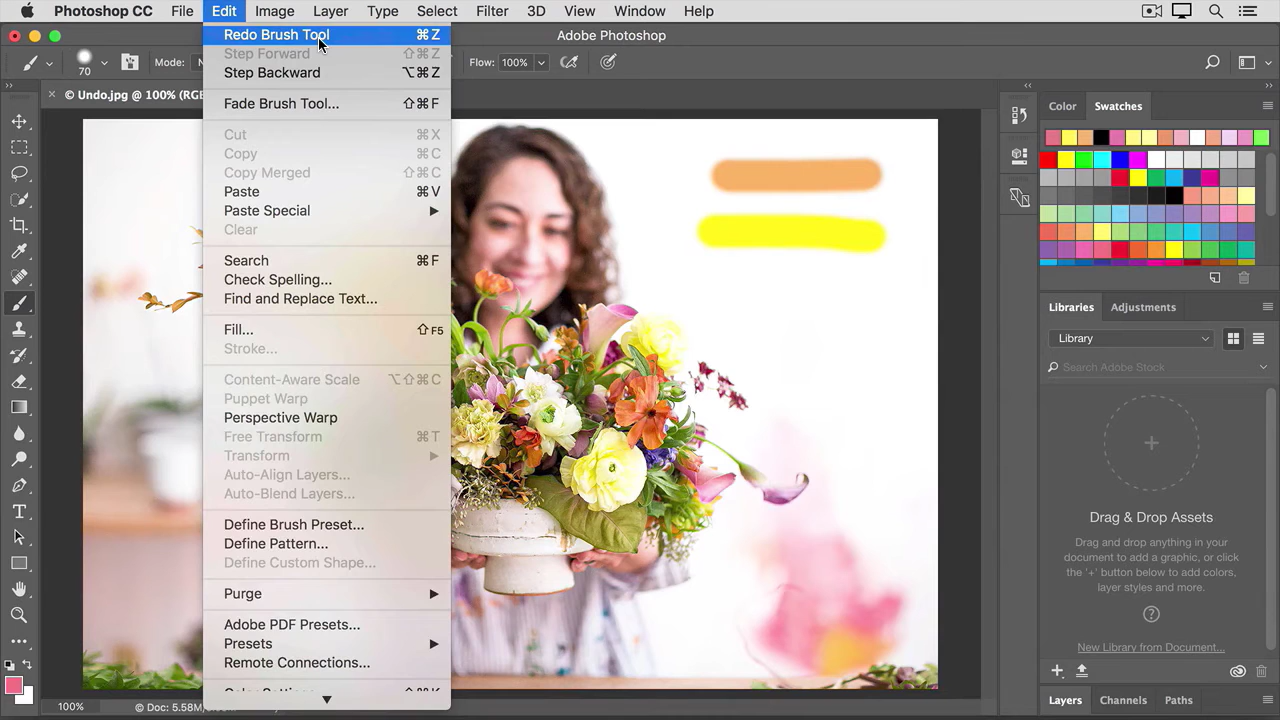 Photoshop CC File Edit Image Layer Type Select Filter 3D View Window Help
Adobe Photoshop
70 Mode: Flow: 100%
© Undo.jpg @ 100% (RG
Redo Brush Tool ⌘Z
Step Forward ⇧⌘Z
Step Backward ⌥⌘Z
Fade Brush Tool... ⇧⌘F
Cut ⌘X
Copy ⌘C
Copy Merged ⇧⌘C
Paste ⌘V
Paste Special
Clear
Search ⌘F
Check Spelling...
Find and Replace Text...
Fill... ⇧F5
Stroke...
Content-Aware Scale ⌥⇧⌘C
Puppet Warp
Perspective Warp
Free Transform ⌘T
Transform
Auto-Align Layers...
Auto-Blend Layers...
Define Brush Preset...
Define Pattern...
Define Custom Shape...
Purge
Adobe PDF Presets...
Presets
Remote Connections...
Color Swatches
Libraries Adjustments
Library
Search Adobe Stock
Drag & Drop Assets
Drag and drop anything in your
document to add a graphic, or click
the '+' button below to add colors,
layer styles and more.
New Library from Document...
Layers Channels Paths
100% Doc: 5.58M/